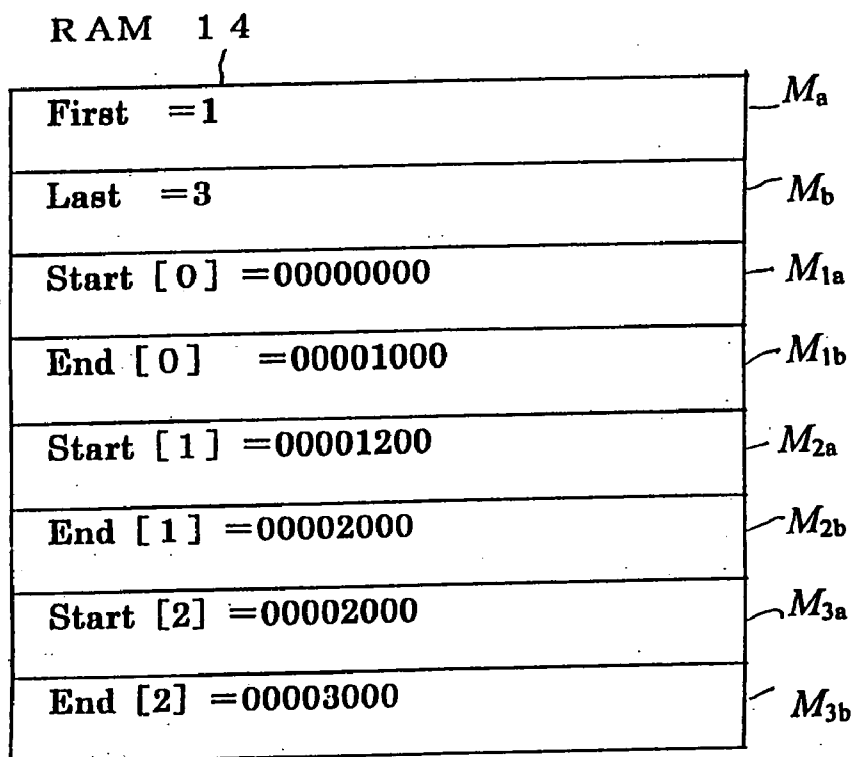 RAM 14
First =1 Ma
Last =3 Mb
Start [0] =00000000 M1a
End [0] =00001000 M1b
Start [1] =00001200 M2a
End [1] =00002000 M2b
Start [2] =00002000 M3a
End [2] =00003000 M3b